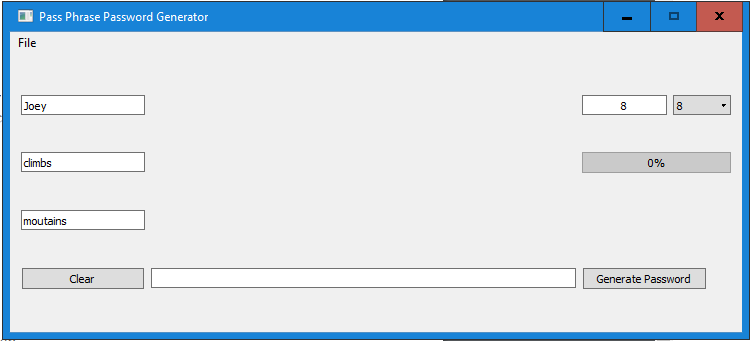 Pass Phrase Password Generator
File
Joey 8 8
climbs 0%
moutains
Clear Generate Password